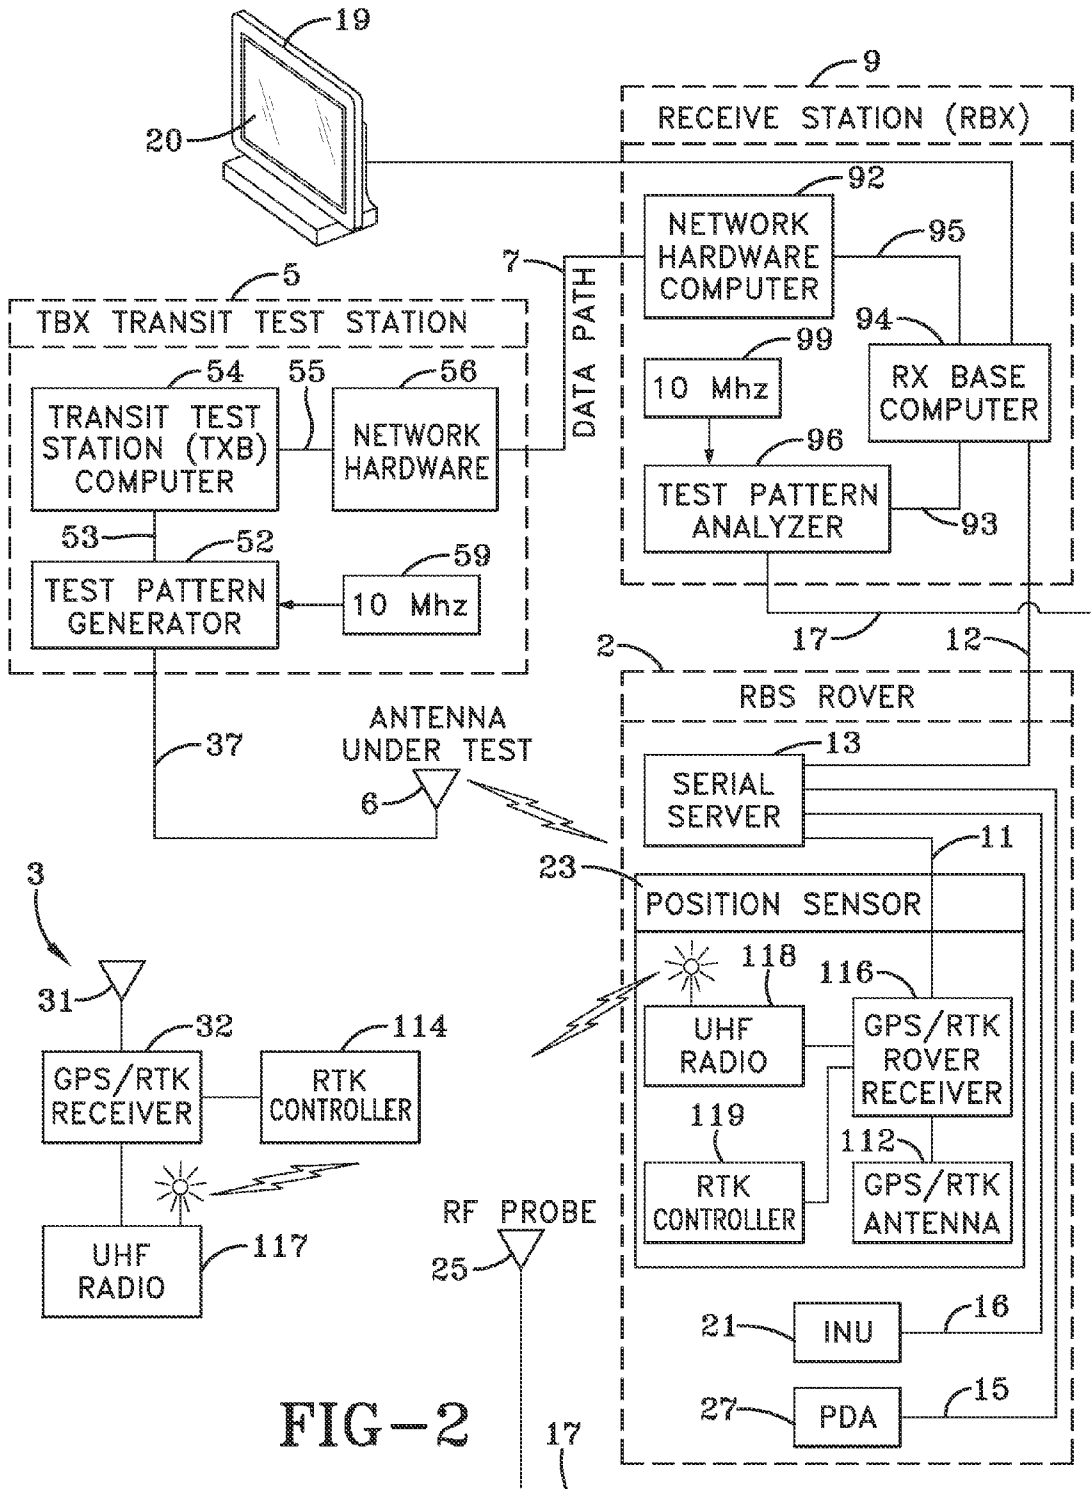 19
20
9
RECEIVE STATION (RBX)
92
NETWORK
HARDWARE
COMPUTER
95
7
DATA PATH
94
RX BASE
COMPUTER
99
10 Mhz
96
TEST PATTERN
ANALYZER
93
17
12
5
TBX TRANSIT TEST STATION
54
TRANSIT TEST
STATION (TXB)
COMPUTER
55
56
NETWORK
HARDWARE
53
52
TEST PATTERN
GENERATOR
59
10 Mhz
37
ANTENNA
UNDER TEST
6
2
RBS ROVER
13
SERIAL
SERVER
11
23
POSITION SENSOR
118
UHF
RADIO
116
GPS/RTK
ROVER
RECEIVER
119
RTK
CONTROLLER
112
GPS/RTK
ANTENNA
21
INU
16
27
PDA
15
3
31
32
GPS/RTK
RECEIVER
114
RTK
CONTROLLER
UHF
RADIO
117
RF PROBE
25
17
FIG-2